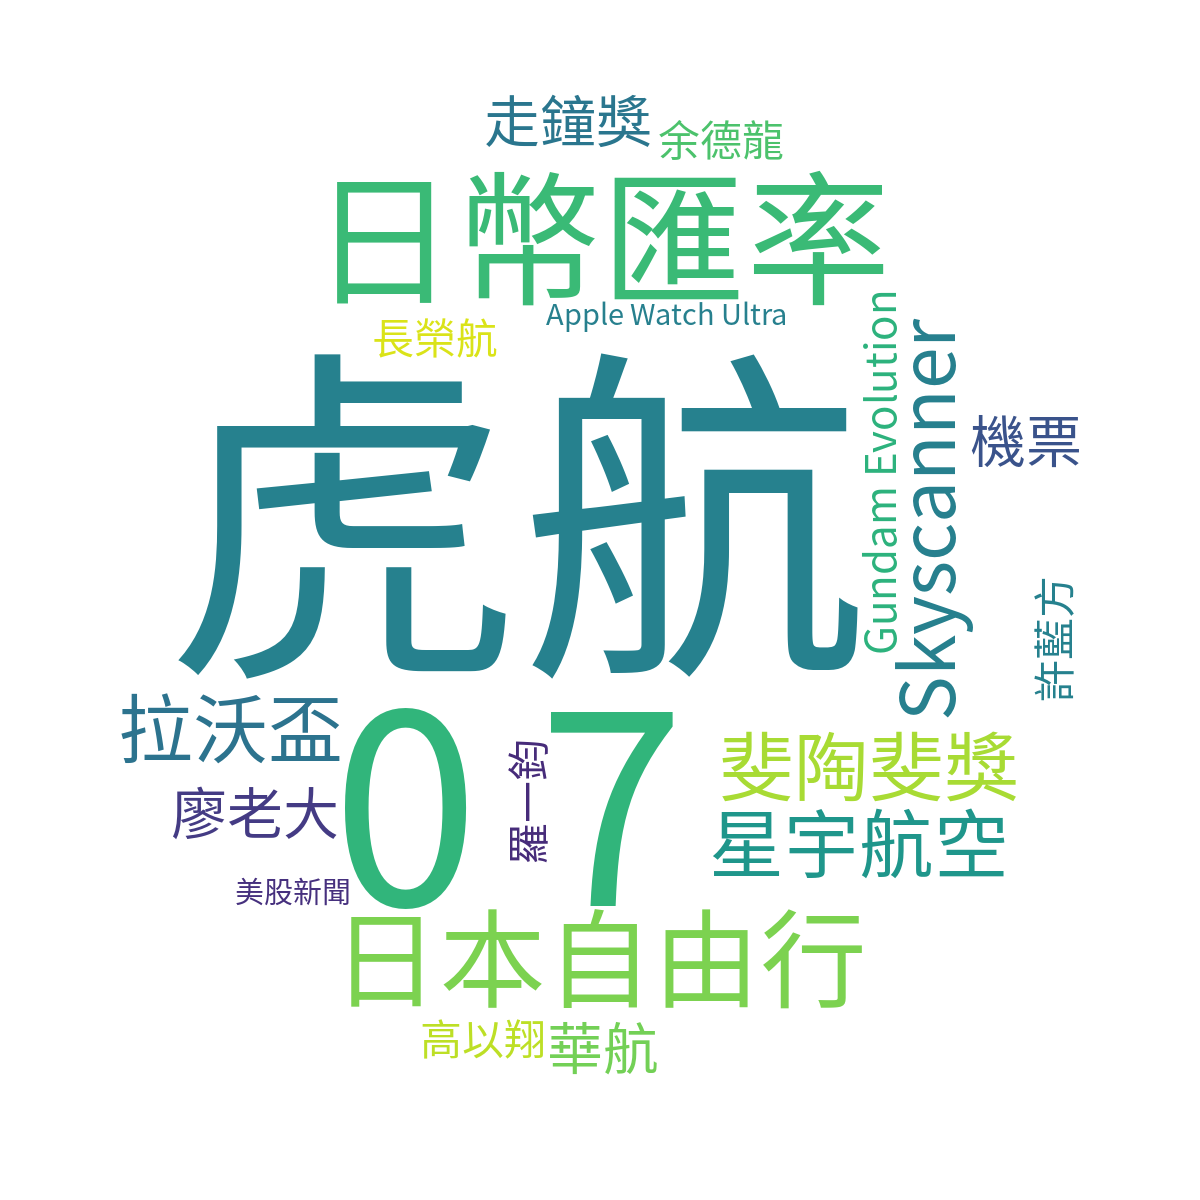 走鐘獎
余德龍
日幣匯率
Apple Watch Ultra
長榮航
虎航
Gundam Evolution
Skyscanner
機票
許藍方
拉沃盃
07
羅一鈞
斐陶斐獎
廖老大
星宇航空
美股新聞
日本自由行
高以翔
華航